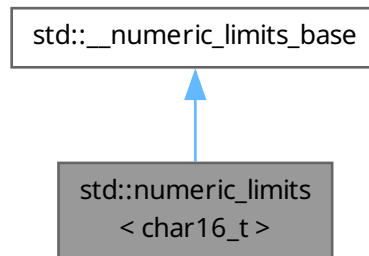 std::__numeric_limits_base
std::numeric_limits
< char16_t >